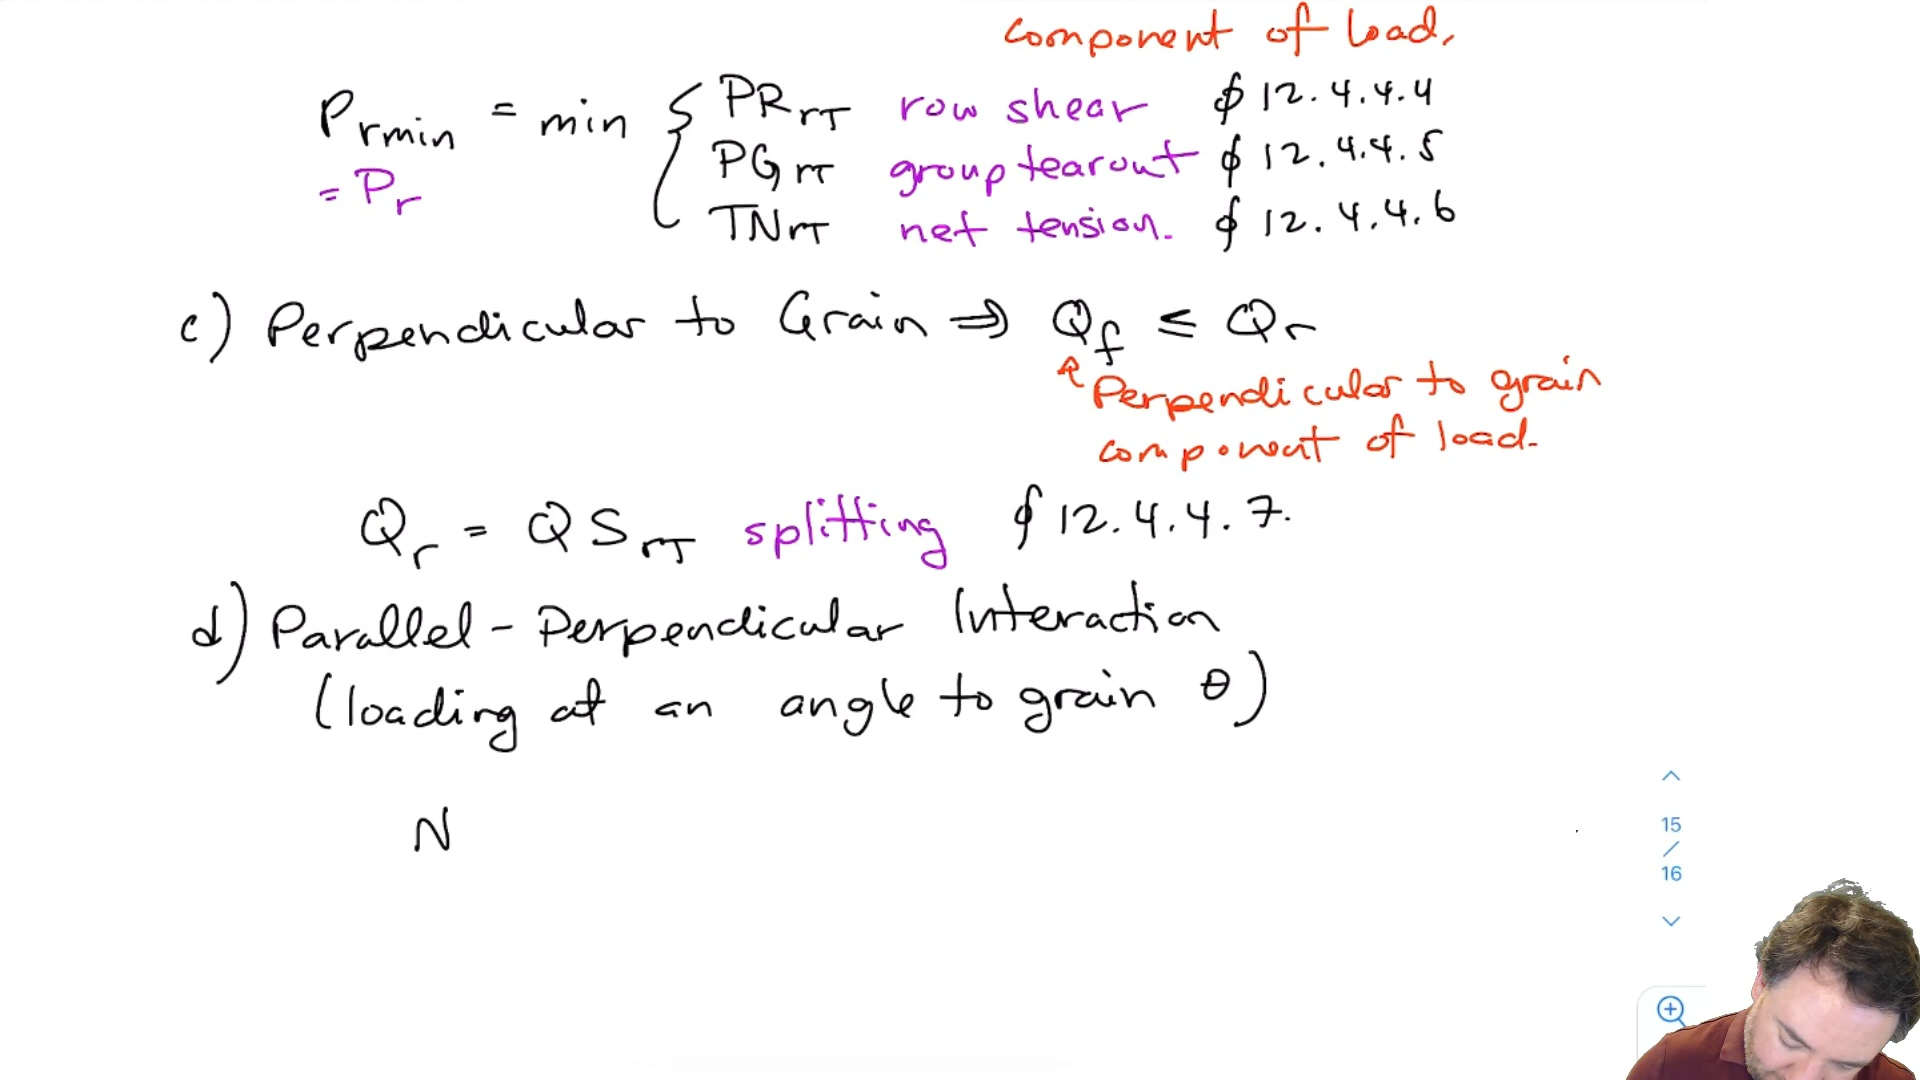 component of load.
Prmin = min { PRrT row shear § 12.4.4.4
= Pr PGrT group tearout § 12.4.4.5
TNrT net tension. § 12.4.4.6
c) Perpendicular to Grain ⇒ Qf ≤ Qr
↑ Perpendicular to grain
component of load.
Qr = QSrT splitting § 12.4.4.7.
d) Parallel - Perpendicular Interaction
(loading at an angle to grain θ)
N
15
/
16